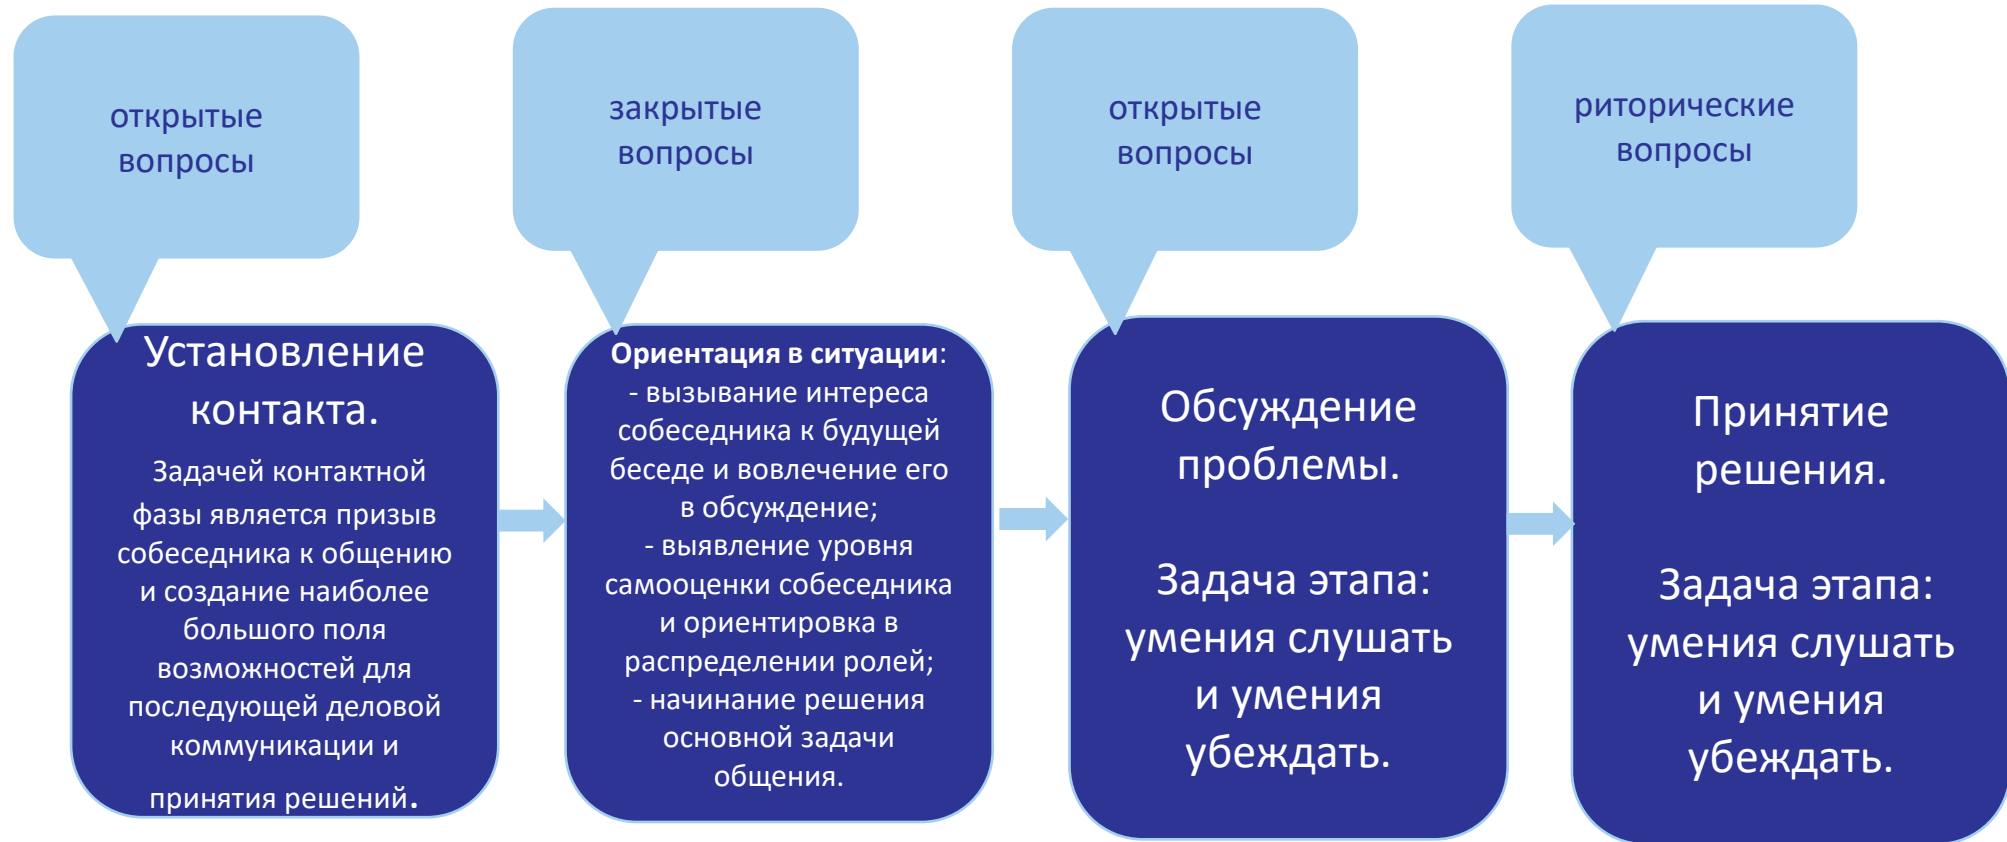 открытые
вопросы
закрытые
вопросы
открытые
вопросы
риторические
вопросы
Установление
контакта.
Задачей контактной
фазы является призыв
собеседника к общению
и создание наиболее
большого поля
возможностей для
последующей деловой
коммуникации и
принятия решений.
Ориентация в ситуации:
- вызывание интереса
собеседника к будущей
беседе и вовлечение его
в обсуждение;
- выявление уровня
самооценки собеседника
и ориентировка в
распределении ролей;
- начинание решения
основной задачи
общения.
Обсуждение
проблемы.
Задача этапа:
умения слушать
и умения
убеждать.
Принятие
решения.
Задача этапа:
умения слушать
и умения
убеждать.